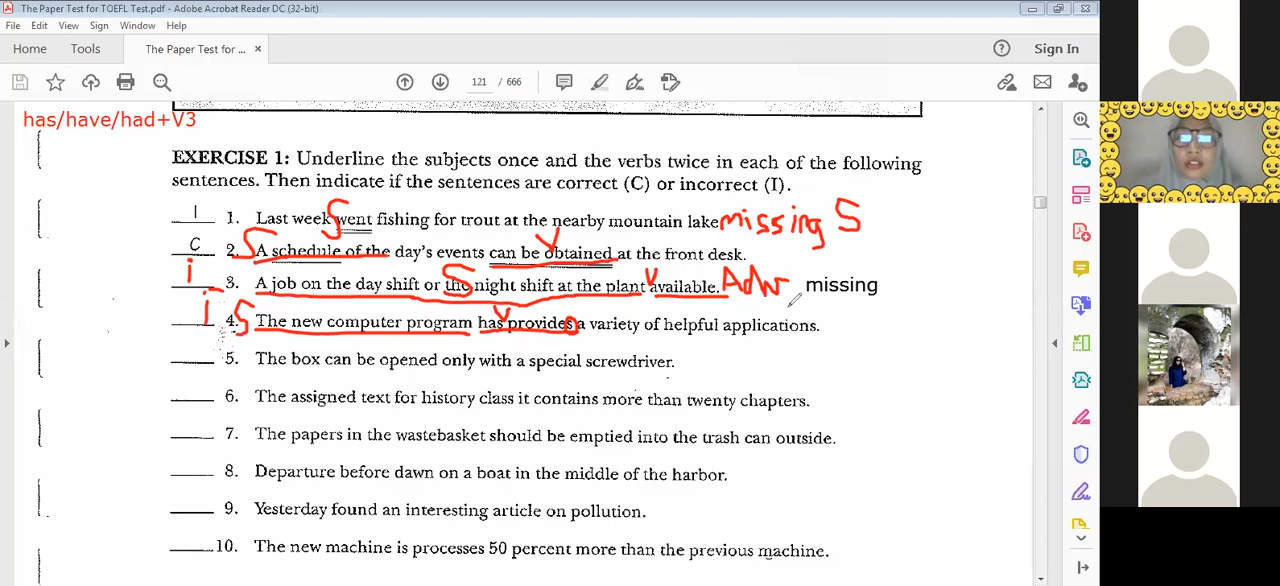 The Paper Test for TOEFL Test.pdf - Adobe Acrobat Reader DC (32-bit)
File Edit View Sign Window Help
Home Tools The Paper Test for ... × Sign In
121 / 666
has/have/had+V3
EXERCISE 1: Underline the subjects once and the verbs twice in each of the following
sentences. Then indicate if the sentences are correct (C) or incorrect (I).
I 1. Last week went fishing for trout at the nearby mountain lake missing S
S
C 2. A schedule of the day's events can be obtained at the front desk.
S V
i 3. A job on the day shift or the night shift at the plant available. missing
S V
i 4. The new computer program has provides a variety of helpful applications.
S V
5. The box can be opened only with a special screwdriver.
6. The assigned text for history class it contains more than twenty chapters.
7. The papers in the wastebasket should be emptied into the trash can outside.
8. Departure before dawn on a boat in the middle of the harbor.
9. Yesterday found an interesting article on pollution.
10. The new machine is processes 50 percent more than the previous machine.